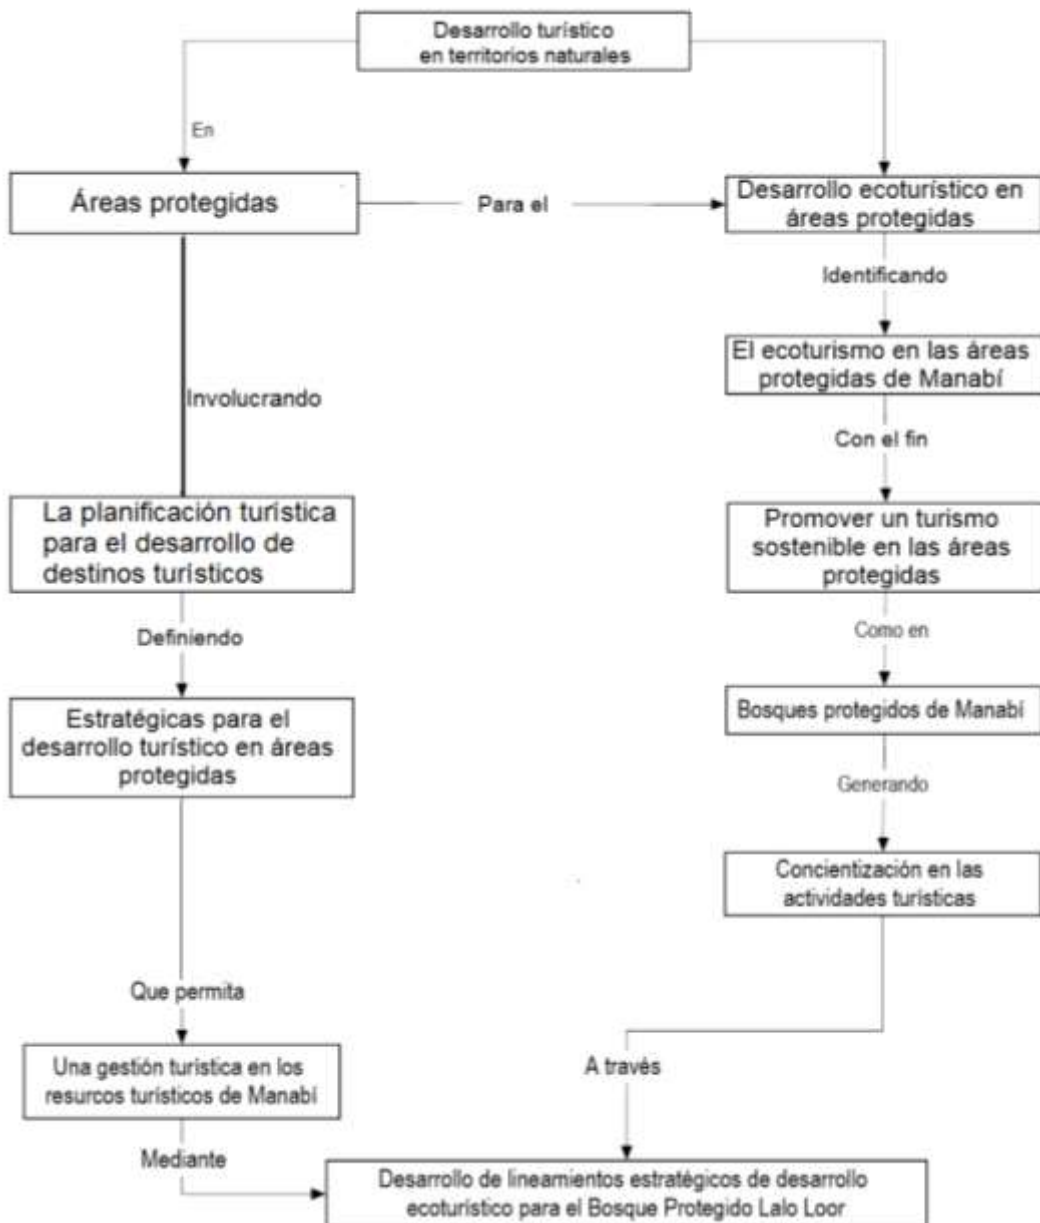 Desarrollo turístico
en territorios naturales
En
Áreas protegidas
Para el
Desarrollo ecoturístico en
áreas protegidas
Identificando
El ecoturismo en las áreas
protegidas de Manabí
Involucrando
Con el fin
La planificación turística
para el desarrollo de
destinos turísticos
Promover un turismo
sostenible en las áreas
protegidas
Definiendo
Como en
Estratégicas para el
desarrollo turístico en áreas
protegidas
Bosques protegidos de Manabí
Generando
Concientización en las
actividades turísticas
Que permita
Una gestión turística en los
resurcos turísticos de Manabí
A través
Mediante
Desarrollo de lineamientos estratégicos de desarrollo
ecoturístico para el Bosque Protegido Lalo Loor